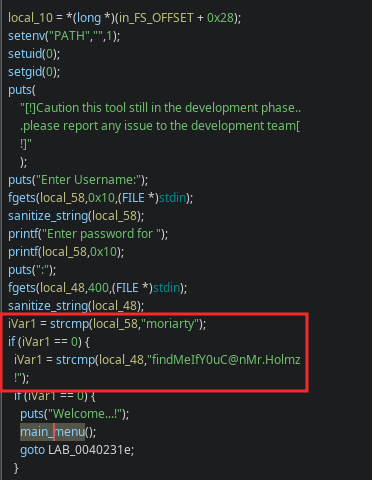 local_10 = *(long *)(in_FS_OFFSET + 0x28);
setenv("PATH","",1);
setuid(0);
setgid(0);
puts(
"[!]Caution this tool still in the development phase..
.please report any issue to the development team[
!]"
);
puts("Enter Username:");
fgets(local_58,0x10,(FILE *)stdin);
sanitize_string(local_58);
printf("Enter password for ");
printf(local_58,0x10);
puts(":");
fgets(local_48,400,(FILE *)stdin);
sanitize_string(local_48);
iVar1 = strcmp(local_58,"moriarty");
if (iVar1 == 0) {
iVar1 = strcmp(local_48,"findMeIfY0uC@nMr.Holmz
!");
if (iVar1 == 0) {
puts("Welcome...!");
main_menu();
goto LAB_0040231e;
}